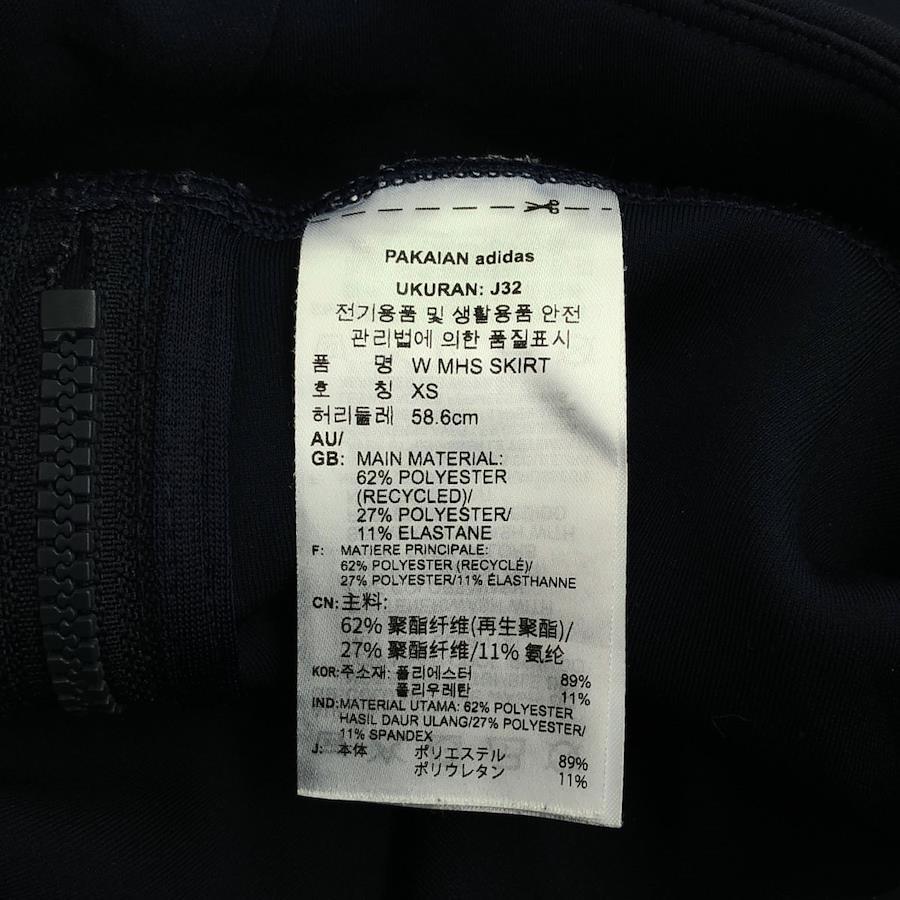 PAKAIAN adidas
UKURAN: J32
전기용품 및 생활용품 안전
관리법에 의한 품질표시
품 명 W MHS SKIRT
호 칭 XS
허리둘레 58.6cm
AU/
GB: MAIN MATERIAL:
62% POLYESTER
(RECYCLED)/
27% POLYESTER/
11% ELASTANE
F: MATIERE PRINCIPALE:
62% POLYESTER (RECYCLÉ)/
27% POLYESTER/11% ÉLASTHANNE
CN: 主料:
62% 聚酯纤维(再生聚酯)/
27% 聚酯纤维/11% 氨纶
KOR: 주소재: 폴리에스터 89%
폴리우레탄 11%
IND: MATERIAL UTAMA: 62% POLYESTER
HASIL DAUR ULANG/27% POLYESTER/
11% SPANDEX
J: 本体 ポリエステル 89%
ポリウレタン 11%